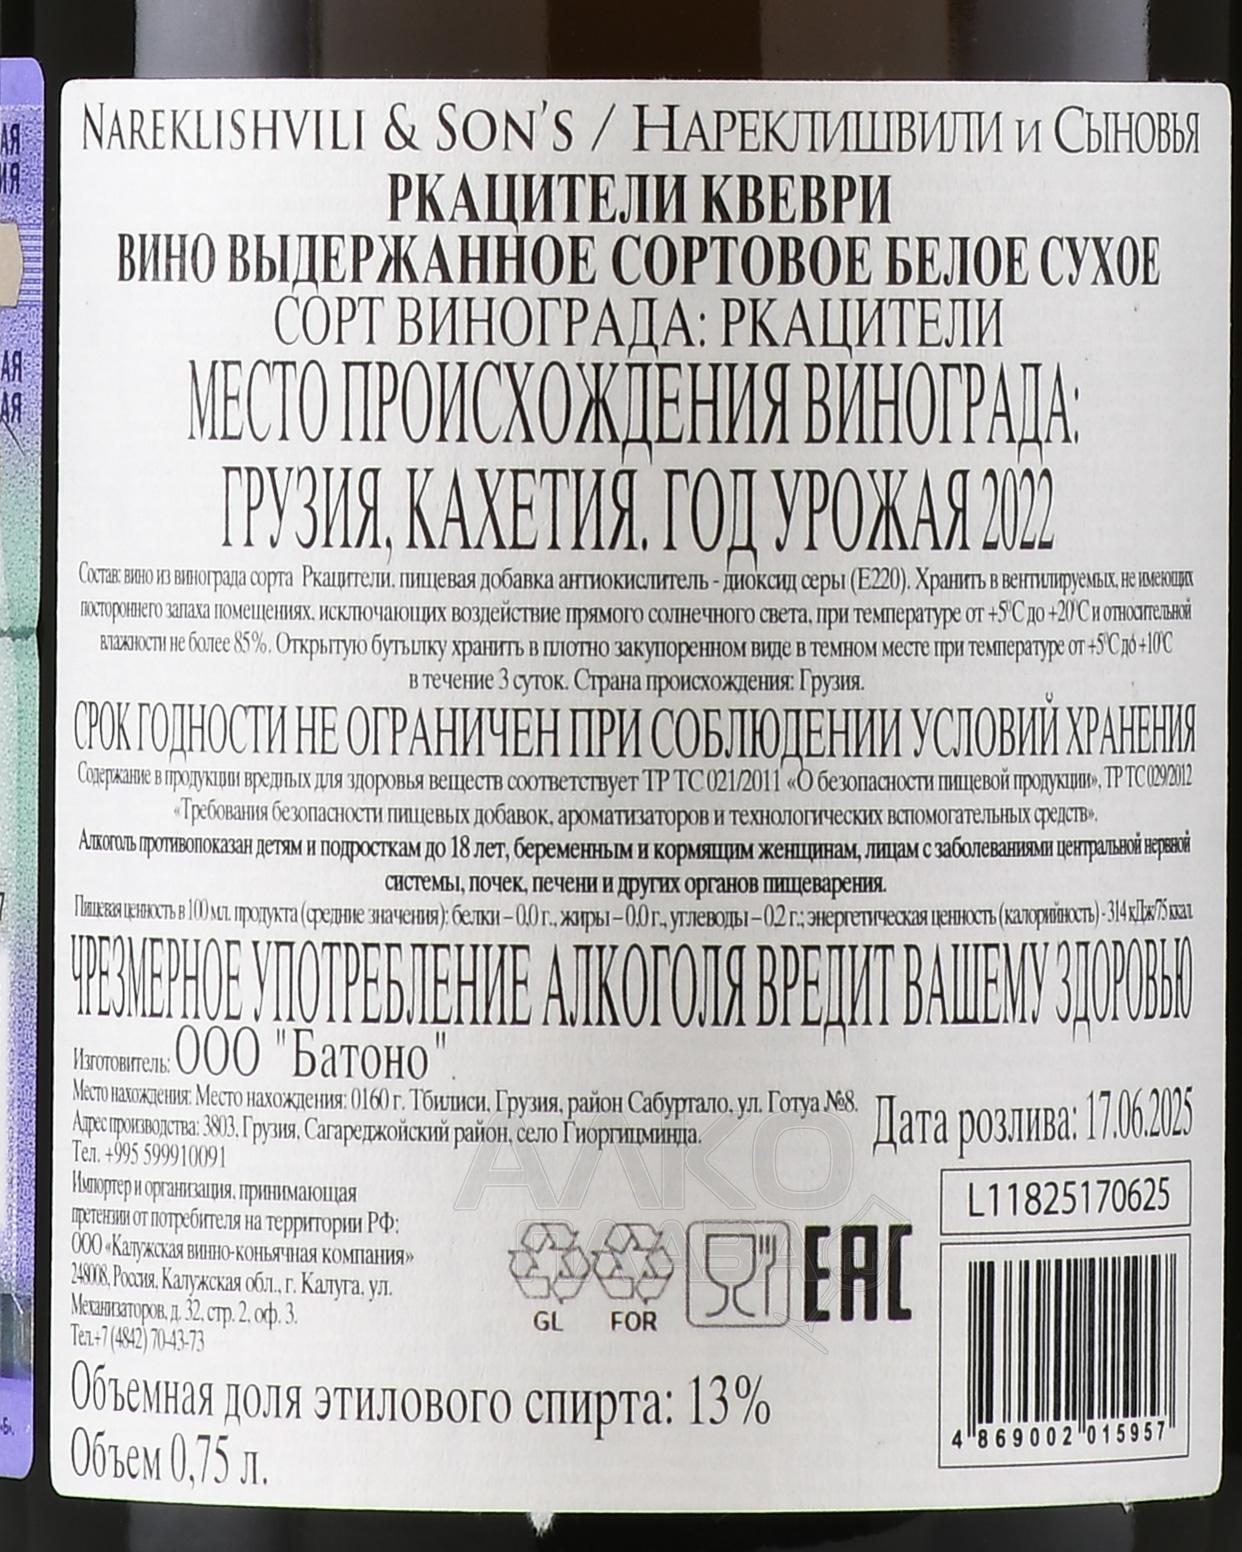 NAREKLISHVILI & SON'S / НАРЕКЛИШВИЛИ И СЫНОВЬЯ
РКАЦИТЕЛИ КВЕВРИ
ВИНО ВЫДЕРЖАННОЕ СОРТОВОЕ БЕЛОЕ СУХОЕ
СОРТ ВИНОГРАДА: РКАЦИТЕЛИ
МЕСТО ПРОИСХОЖДЕНИЯ ВИНОГРАДА:
ГРУЗИЯ, КАХЕТИЯ. ГОД УРОЖАЯ 2022
Состав: вино из винограда сорта Ркацители, пищевая добавка антиокислитель - диоксид серы (Е220). Хранить в вентилируемых, не имеющих
постороннего запаха помещениях, исключающих воздействие прямого солнечного света, при температуре от +5°С до +20°С и относительной
влажности не более 85%. Открытую бутылку хранить в плотно закупоренном виде в темном месте при температуре от +5°С до +10°С
в течение 3 суток. Страна происхождения: Грузия.
СРОК ГОДНОСТИ НЕ ОГРАНИЧЕН ПРИ СОБЛЮДЕНИИ УСЛОВИЙ ХРАНЕНИЯ
Содержание в продукции вредных для здоровья веществ соответствует ТР ТС 021/2011 «О безопасности пищевой продукции», ТР ТС 029/2012
«Требования безопасности пищевых добавок, ароматизаторов и технологических вспомогательных средств».
Алкоголь противопоказан детям и подросткам до 18 лет, беременным и кормящим женщинам, лицам с заболеваниями центральной нервной
системы, почек, печени и других органов пищеварения.
Пищевая ценность в 100 мл. продукта (средние значения): белки – 0,0 г., жиры – 0,0 г., углеводы – 0,2 г.; энергетическая ценность (калорийность) - 314 кДж/75 ккал.
ЧРЕЗМЕРНОЕ УПОТРЕБЛЕНИЕ АЛКОГОЛЯ ВРЕДИТ ВАШЕМУ ЗДОРОВЬЮ
Изготовитель: ООО "Батоно".
Место нахождения: Место нахождения: 0160 г. Тбилиси, Грузия, район Сабуртало, ул. Готуа №8.
Адрес производства: 3803, Грузия, Сагареджойский район, село Гиоргицминда.
Тел. +995 599910091
Дата розлива: 17.06.2025
Импортер и организация, принимающая
претензии от потребителя на территории РФ:
ООО «Калужская винно-коньячная компания»
248008, Россия, Калужская обл., г. Калуга, ул.
Механизаторов, д. 32, стр. 2, оф. 3.
Тел.+7 (4842) 70-43-73
L11825170625
GL FOR EAC
Объемная доля этилового спирта: 13%
Объем 0,75 л.
4 869002 015957
АЛКО